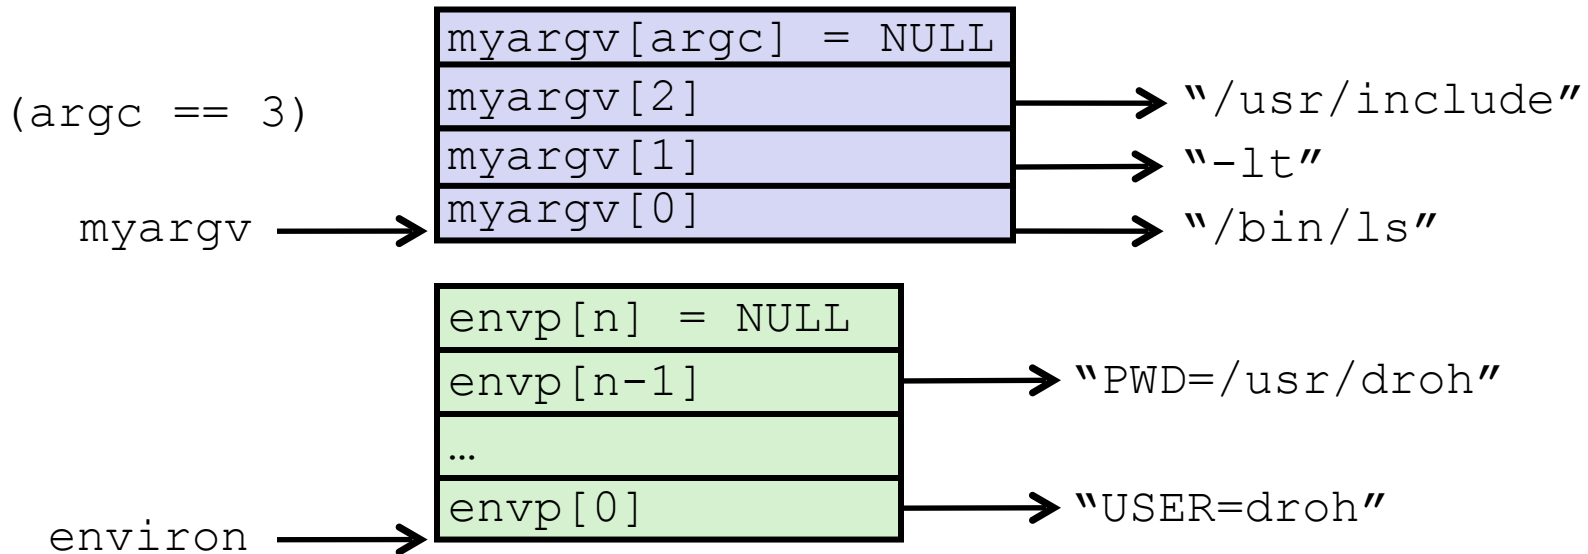 myargv[argc] = NULL
(argc == 3)
myargv[2]
“/usr/include”
myargv[1]
“-lt”
myargv
myargv[0]
“/bin/ls”
envp[n] = NULL
envp[n-1]
“PWD=/usr/droh”
…
envp[0]
“USER=droh”
environ